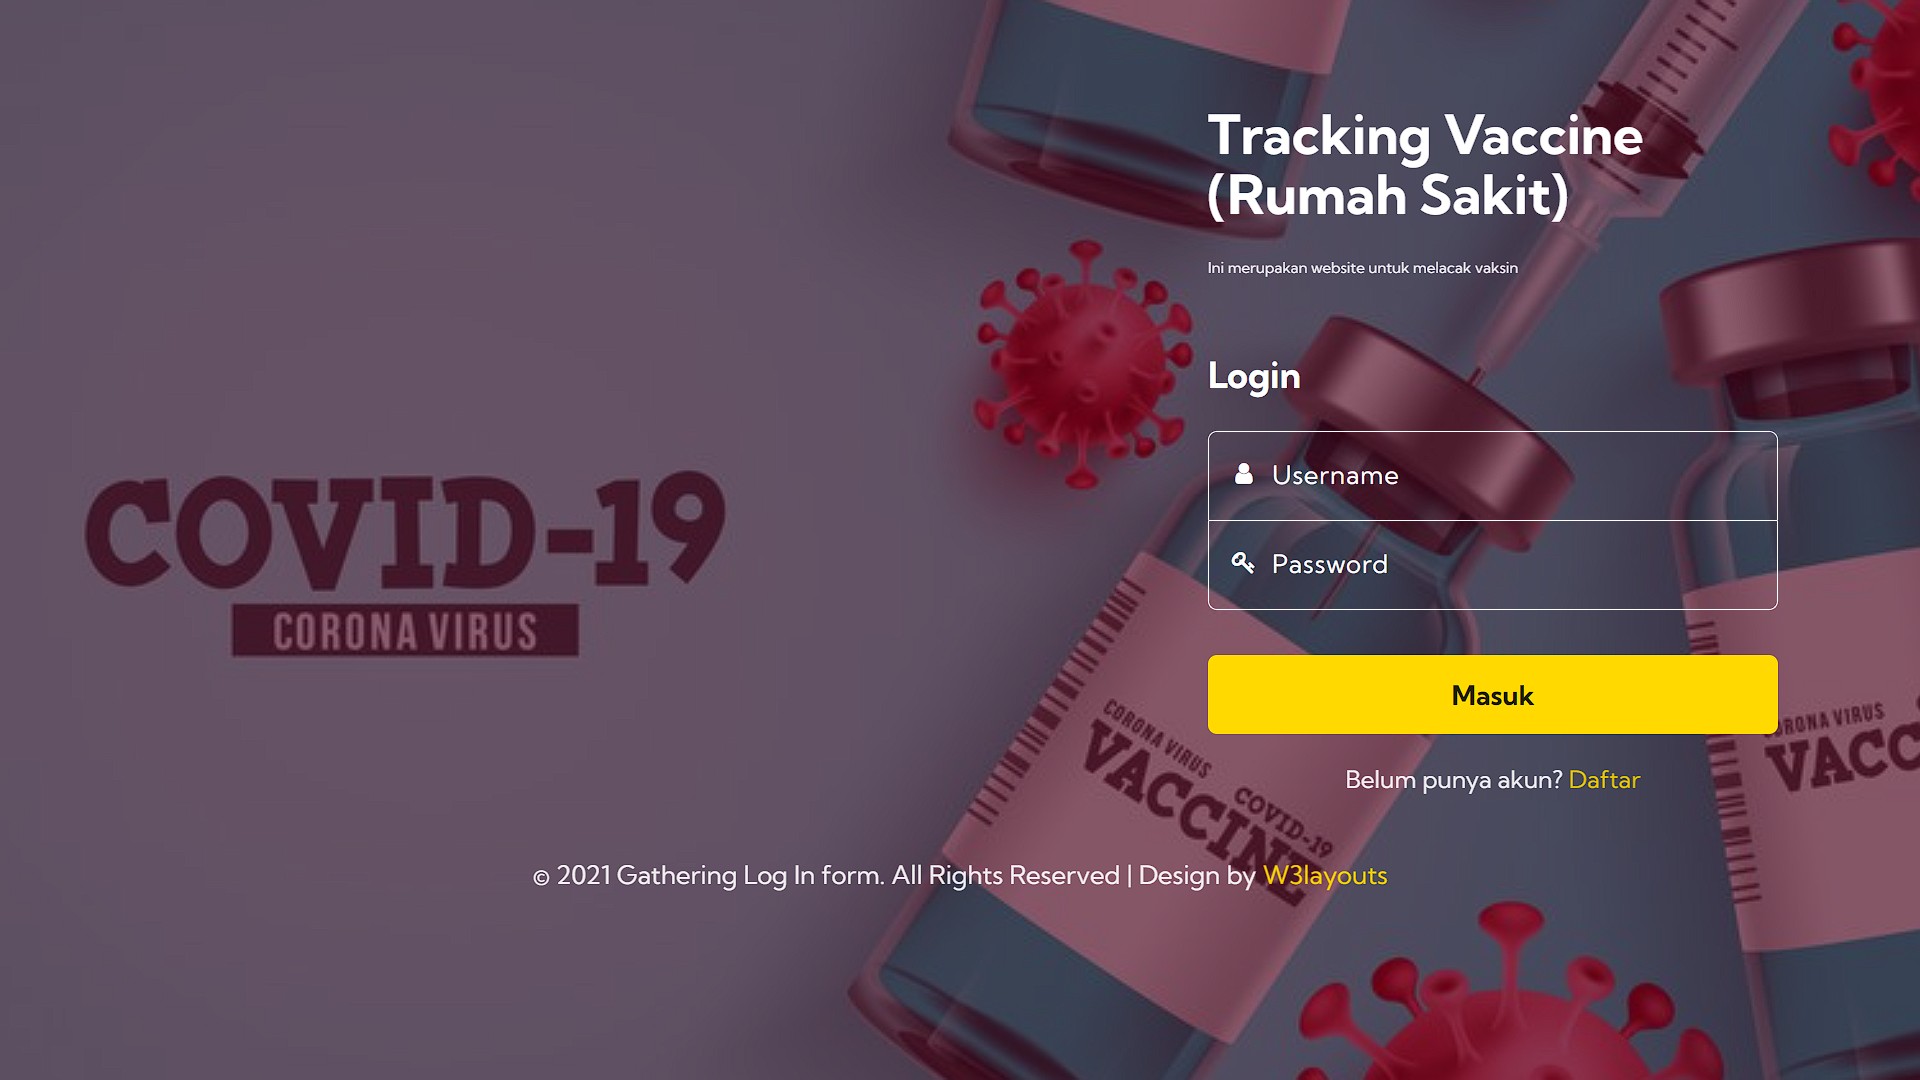 Tracking Vaccine
(Rumah Sakit)
Ini merupakan website untuk melacak vaksin
Login
Username
Password
Masuk
Belum punya akun? Daftar
COVID-19
CORONA VIRUS
CORONA VIRUS
VACCINE
COVID-19
CORONA VIRUS
VACC
© 2021 Gathering Log In form. All Rights Reserved | Design by W3layouts